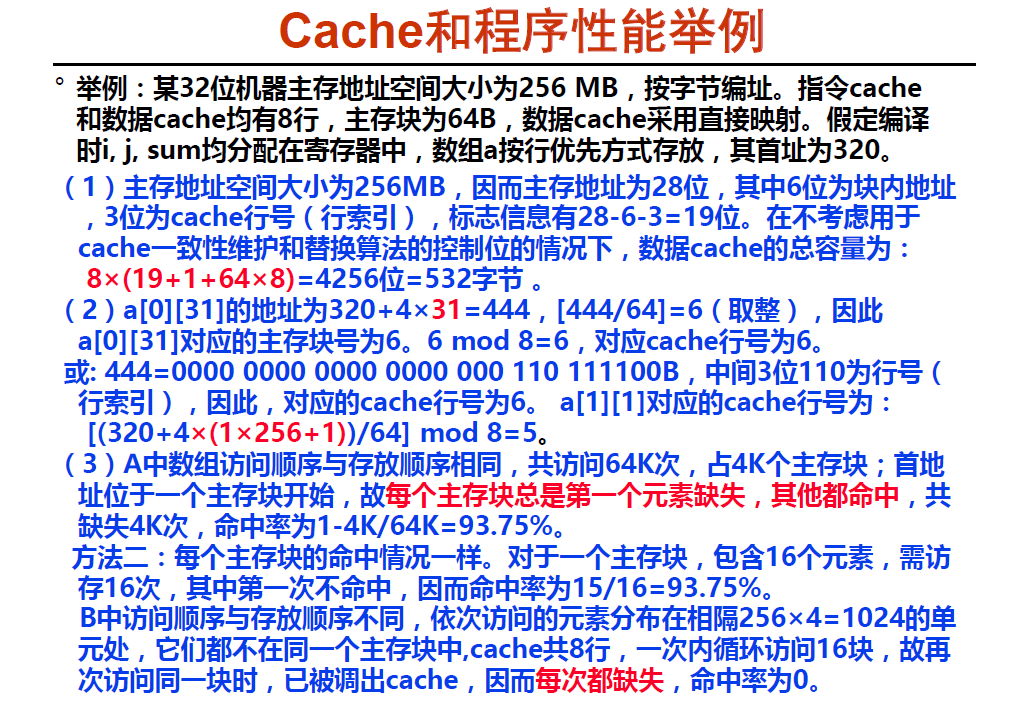 Cache和程序性能举例
° 举例：某32位机器主存地址空间大小为256 MB，按字节编址。指令cache
和数据cache均有8行，主存块为64B，数据cache采用直接映射。假定编译
时i, j, sum均分配在寄存器中，数组a按行优先方式存放，其首址为320。
（1）主存地址空间大小为256MB，因而主存地址为28位，其中6位为块内地址
，3位为cache行号（行索引），标志信息有28-6-3=19位。在不考虑用于
cache一致性维护和替换算法的控制位的情况下，数据cache的总容量为：
8×(19+1+64×8)=4256位=532字节 。
（2）a[0][31]的地址为320+4×31=444，[444/64]=6（取整），因此
a[0][31]对应的主存块号为6。6 mod 8=6，对应cache行号为6。
或: 444=0000 0000 0000 0000 000 110 111100B，中间3位110为行号（
行索引），因此，对应的cache行号为6。 a[1][1]对应的cache行号为：
[(320+4×(1×256+1))/64] mod 8=5。
（3）A中数组访问顺序与存放顺序相同，共访问64K次，占4K个主存块；首地
址位于一个主存块开始，故每个主存块总是第一个元素缺失，其他都命中，共
缺失4K次，命中率为1-4K/64K=93.75%。
方法二：每个主存块的命中情况一样。对于一个主存块，包含16个元素，需访
存16次，其中第一次不命中，因而命中率为15/16=93.75%。
B中访问顺序与存放顺序不同，依次访问的元素分布在相隔256×4=1024的单
元处，它们都不在同一个主存块中,cache共8行，一次内循环访问16块，故再
次访问同一块时，已被调出cache，因而每次都缺失，命中率为0。